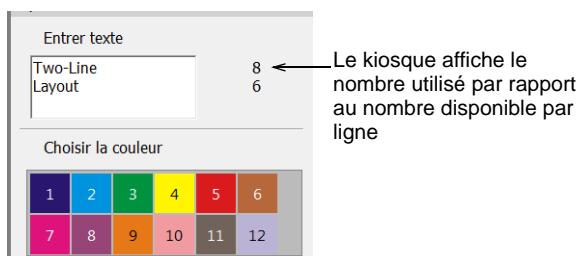 Entrer texte
Two-Line 8
Layout 6
Le kiosque affiche le
nombre utilisé par rapport
au nombre disponible par
ligne
Choisir la couleur
1 2 3 4 5 6
7 8 9 10 11 12